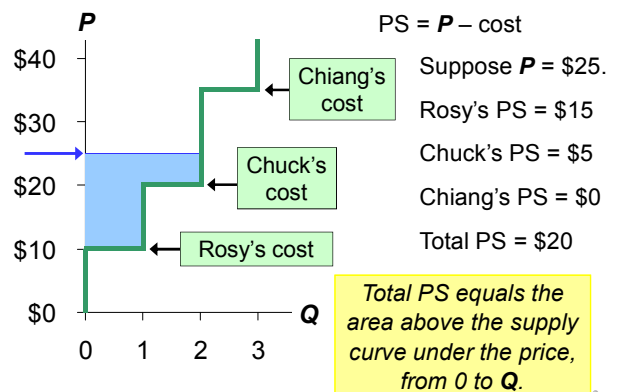 P
$40
$30
$20
$10
$0
0 1 2 3
Q
Chiang's
cost
Chuck's
cost
Rosy's cost
PS = P – cost
Suppose P = $25.
Rosy's PS = $15
Chuck's PS = $5
Chiang's PS = $0
Total PS = $20
Total PS equals the
area above the supply
curve under the price,
from 0 to Q.